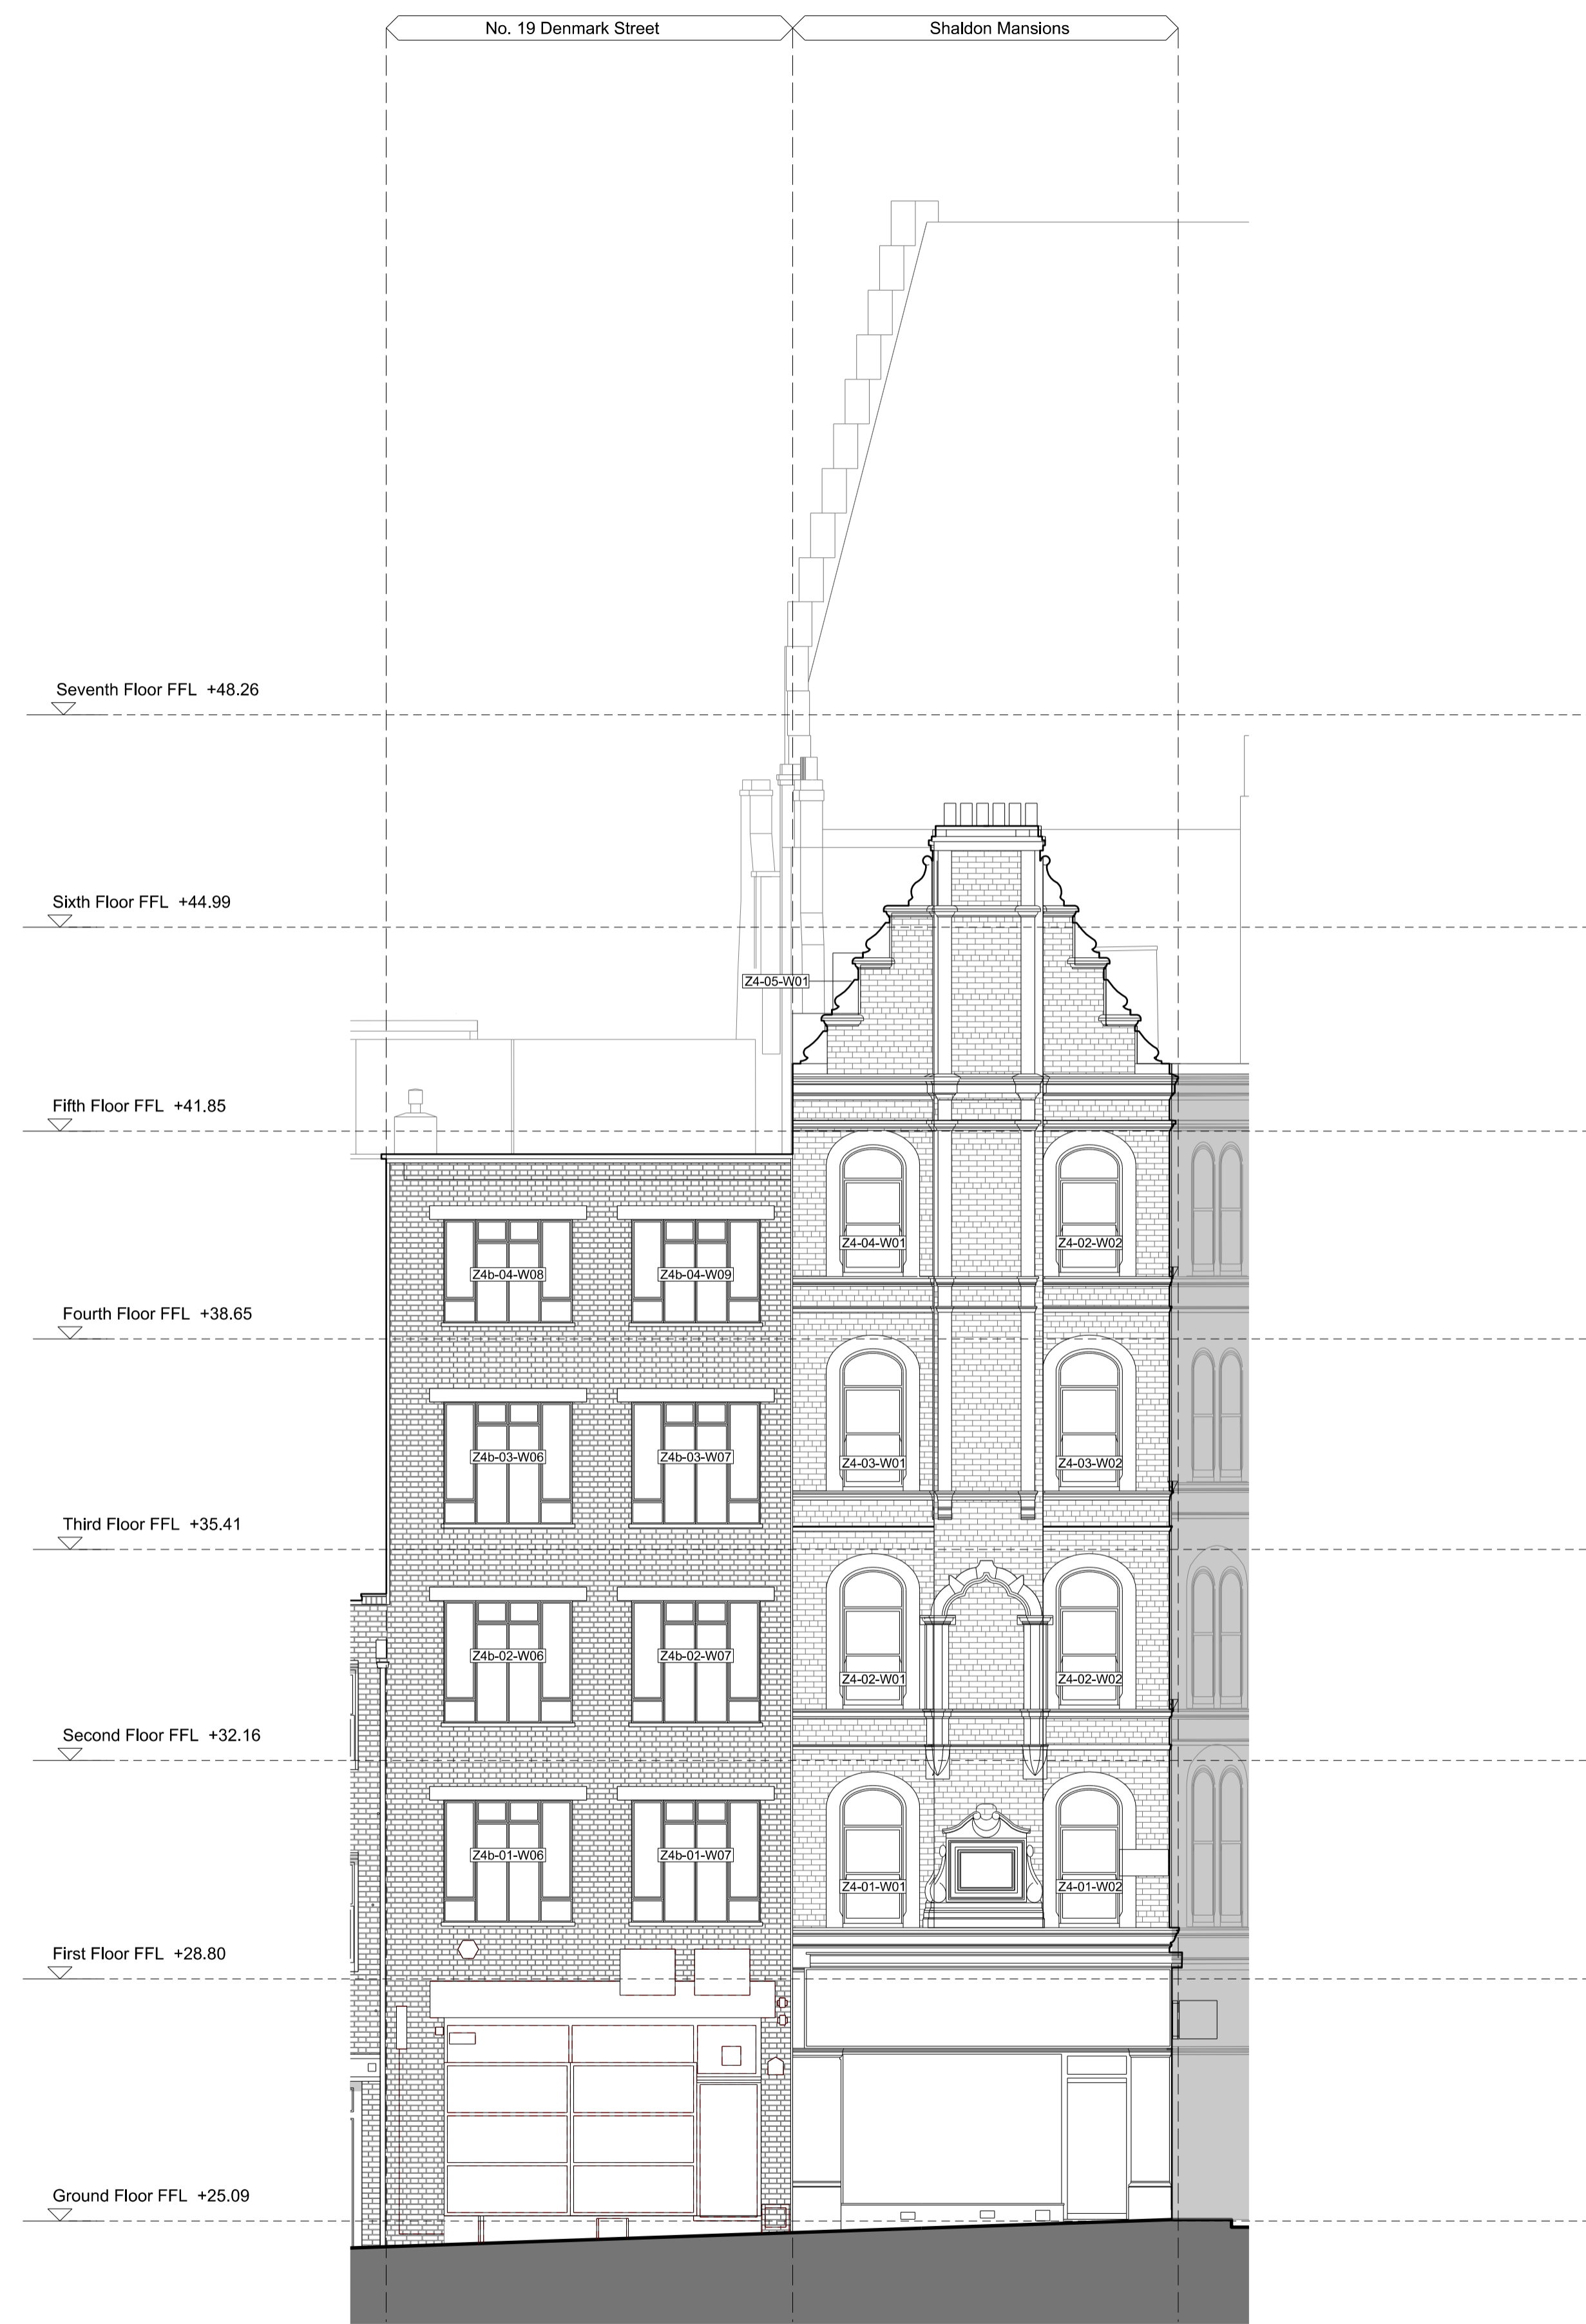 No. 19 Denmark Street
Shaldon Mansions
Seventh Floor FFL +48.26
Sixth Floor FFL +44.99
Z4-05-W01
Fifth Floor FFL +41.85
Z4-04-W01
Z4-02-W02
Z4b-04-W08
Z4b-04-W09
Fourth Floor FFL +38.65
Z4b-03-W06
Z4b-03-W07
Z4-03-W01
Z4-03-W02
Third Floor FFL +35.41
Z4b-02-W06
Z4b-02-W07
Z4-02-W01
Z4-02-W02
Second Floor FFL +32.16
Z4b-01-W06
Z4b-01-W07
Z4-01-W01
Z4-01-W02
First Floor FFL +28.80
Ground Floor FFL +25.09